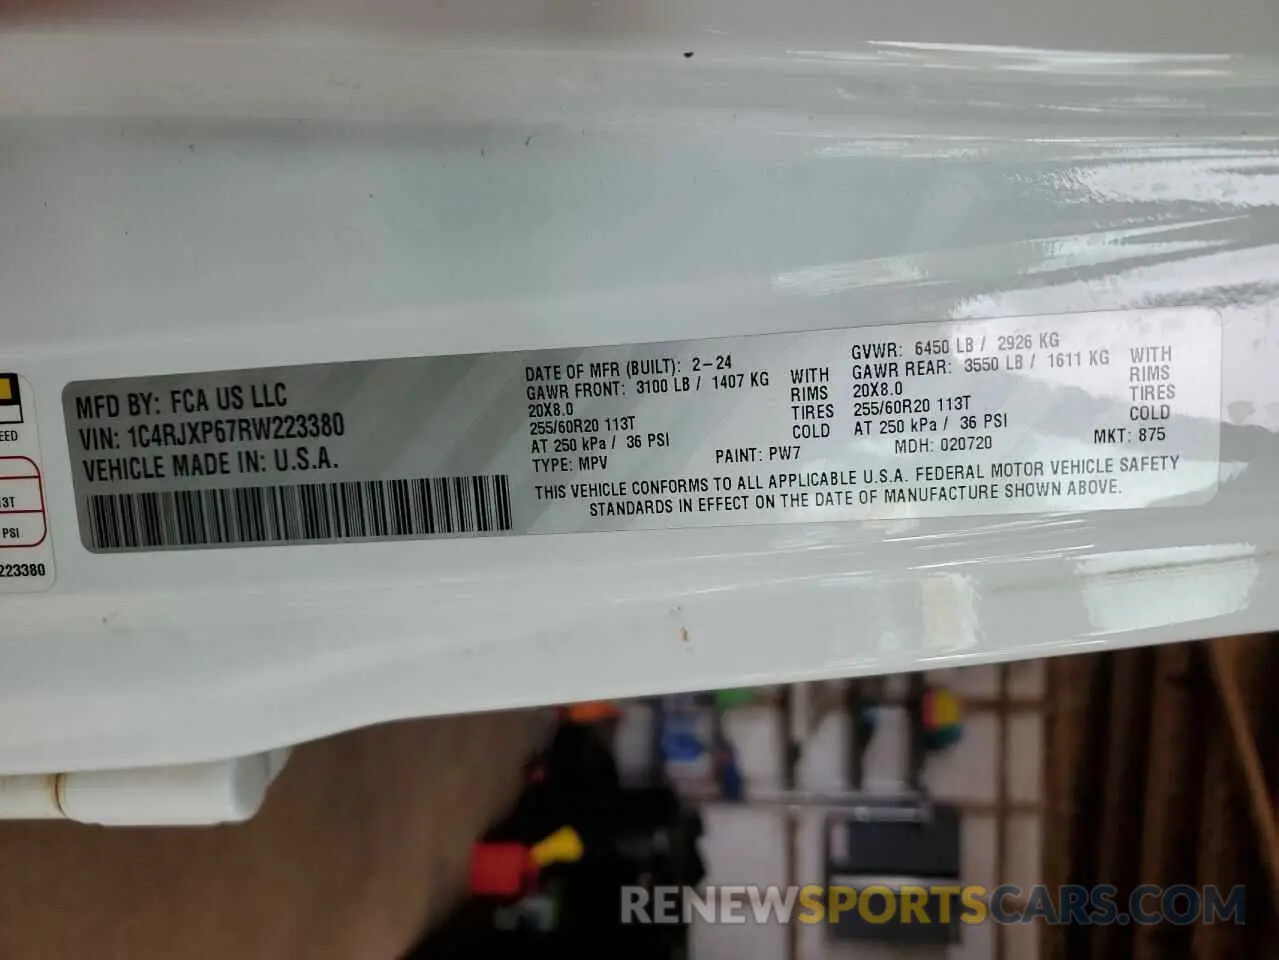 MFD BY: FCA US LLC
VIN: 1C4RJXP67RW223380
VEHICLE MADE IN: U.S.A.
DATE OF MFR (BUILT): 2-24
GAWR FRONT: 3100 LB / 1407 KG WITH
20X8.0 RIMS
255/60R20 113T TIRES
AT 250 kPa / 36 PSI COLD
TYPE: MPV PAINT: PW7
GVWR: 6450 LB / 2926 KG
GAWR REAR: 3550 LB / 1611 KG WITH
20X8.0 RIMS
255/60R20 113T TIRES
AT 250 kPa / 36 PSI COLD
MDH: 020720 MKT: 875
THIS VEHICLE CONFORMS TO ALL APPLICABLE U.S.A. FEDERAL MOTOR VEHICLE SAFETY
STANDARDS IN EFFECT ON THE DATE OF MANUFACTURE SHOWN ABOVE.
PSI
223380
RENEWSPORTSCARS.COM